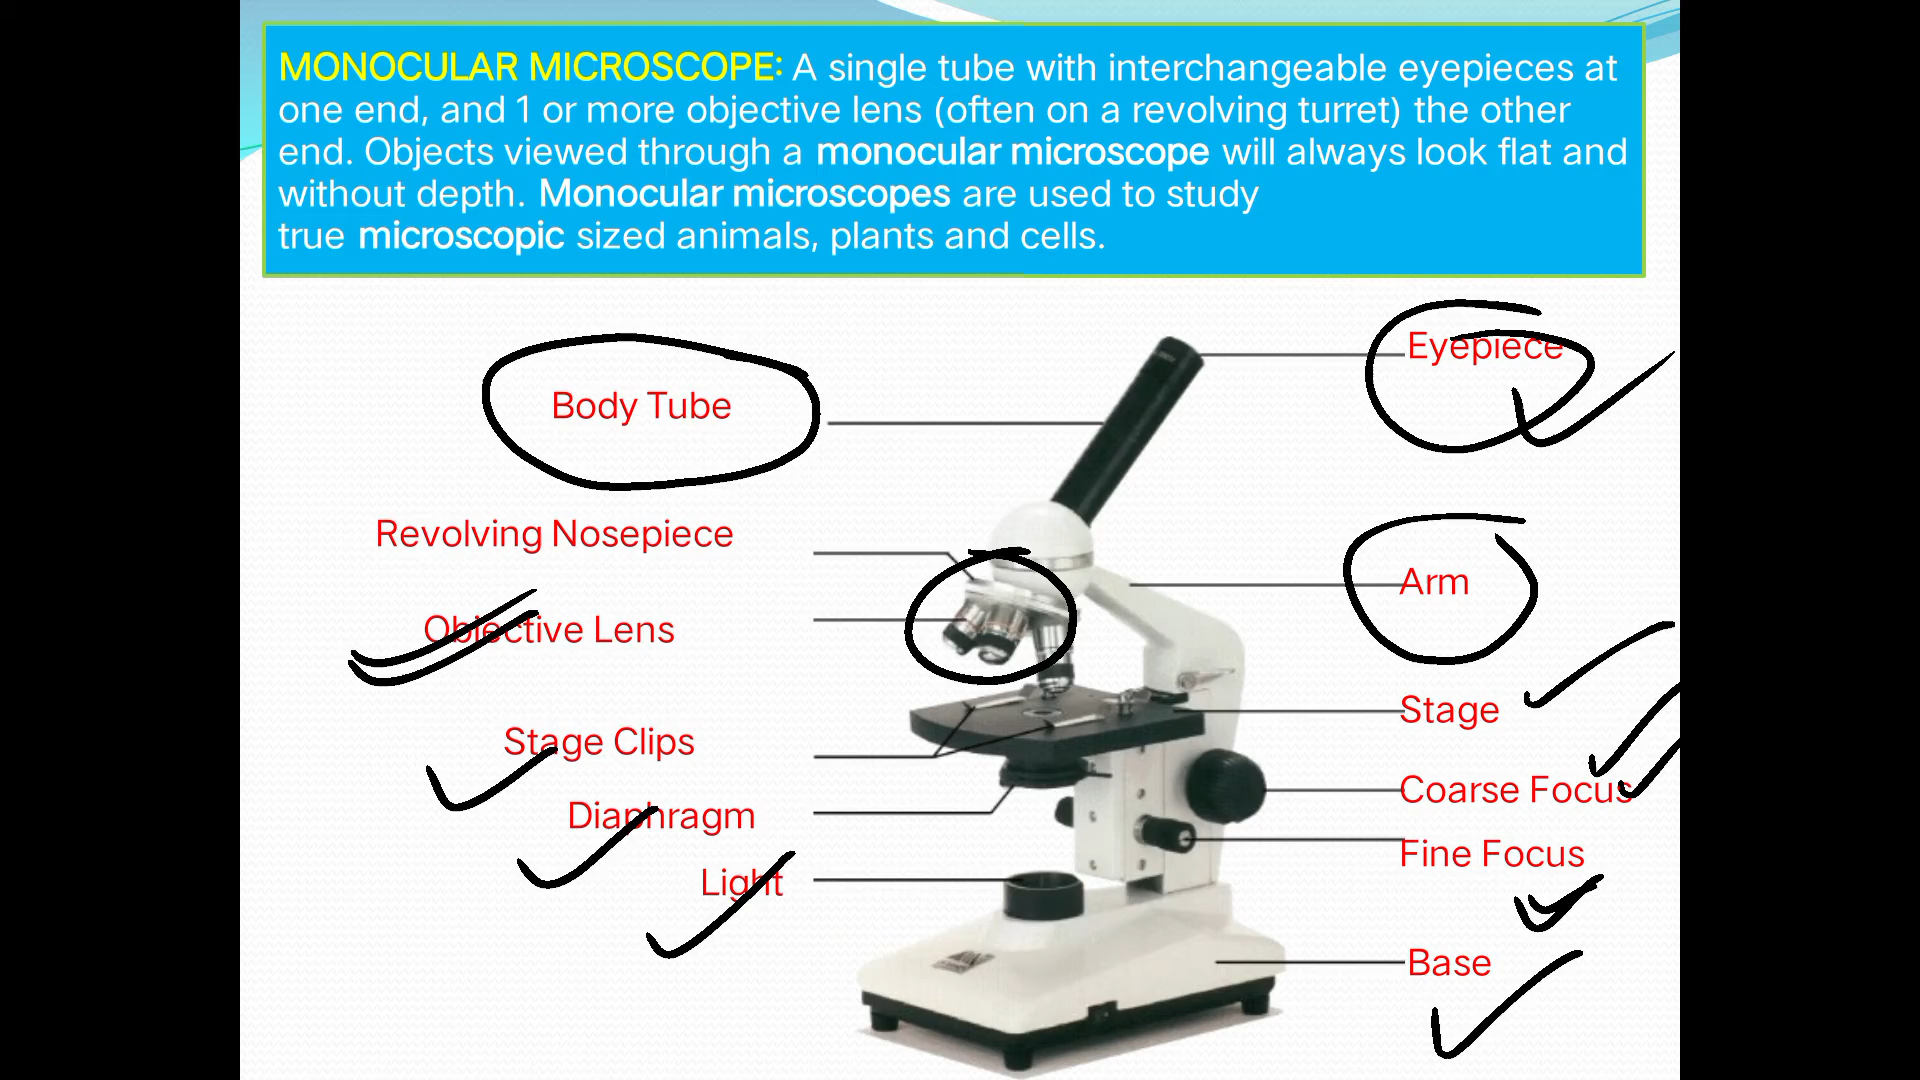 MONOCULAR MICROSCOPE: A single tube with interchangeable eyepieces at
one end, and 1 or more objective lens (often on a revolving turret) the other
end. Objects viewed through a monocular microscope will always look flat and
without depth. Monocular microscopes are used to study
true microscopic sized animals, plants and cells.
Eyepiece
Body Tube
Revolving Nosepiece
Arm
Objective Lens
Stage
Stage Clips
Coarse Focus
Diaphragm
Fine Focus
Light
Base